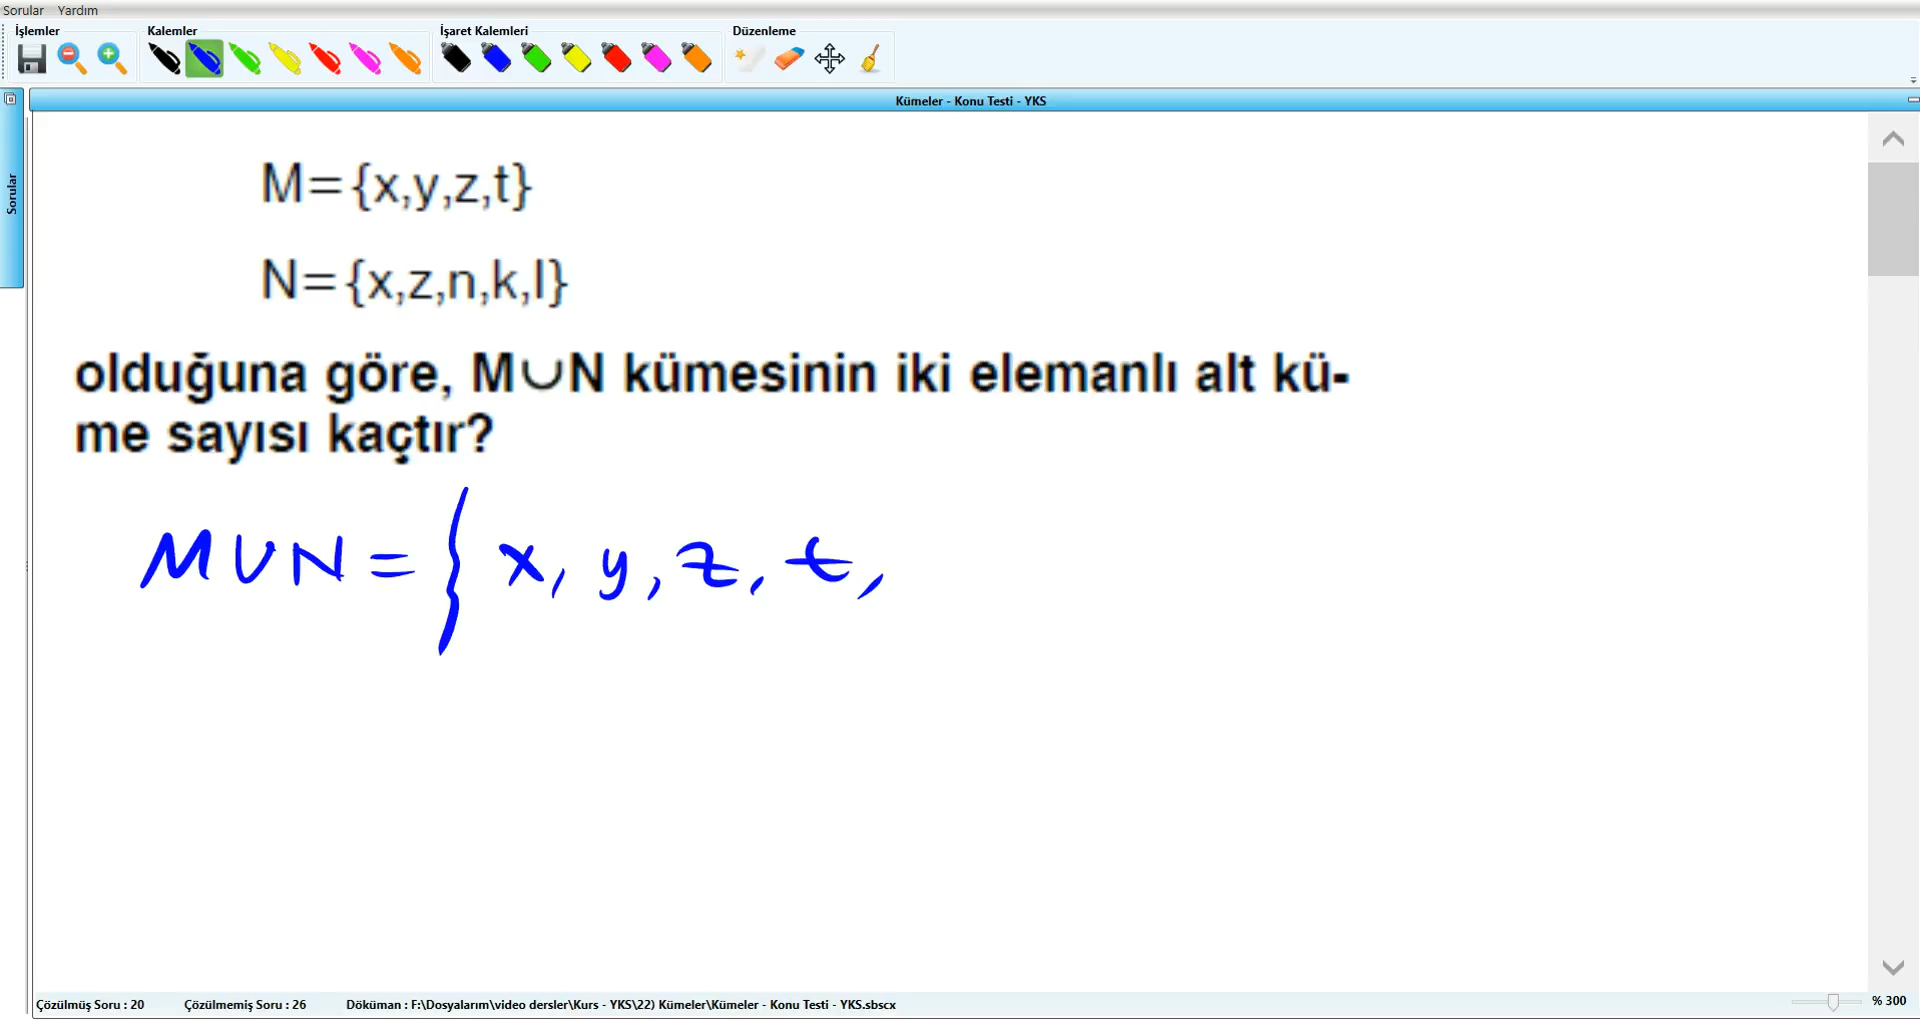 Sorular Yardım
İşlemler Kalemler İşaret Kalemleri Düzenleme
Kümeler - Konu Testi - YKS
Sorular
M={x,y,z,t}
N={x,z,n,k,l}
olduğuna göre, M∪N kümesinin iki elemanlı alt kü-
me sayısı kaçtır?
M∪N = { x, y, z, t,
Çözülmüş Soru : 20 Çözülmemiş Soru : 26 Döküman : F:\Dosyalarım\video dersler\Kurs - YKS\22) Kümeler\Kümeler - Konu Testi - YKS.sbscx % 300